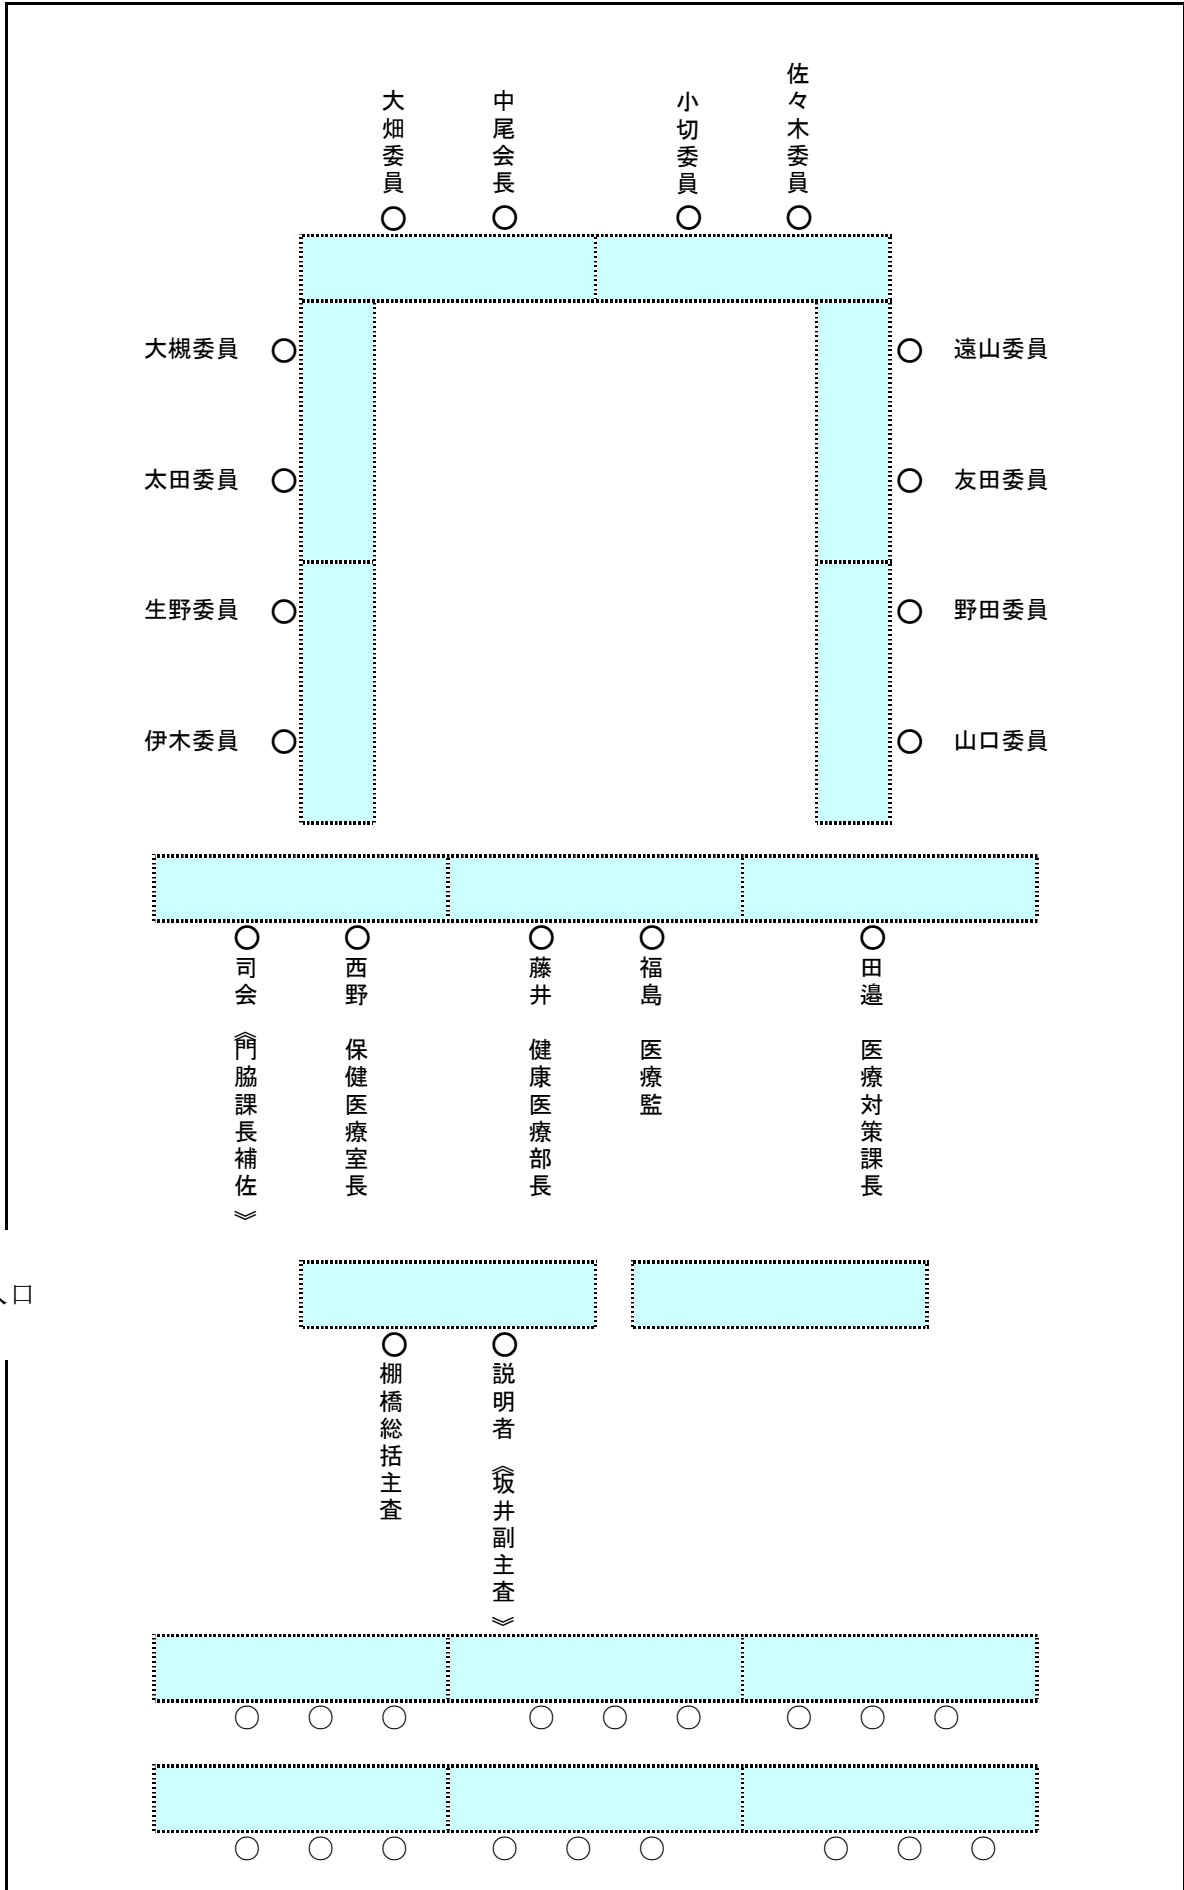 大畑委員
中尾会長
小切委員
佐々木委員
大槻委員
遠山委員
太田委員
友田委員
生野委員
野田委員
伊木委員
山口委員
司会 《門脇課長補佐》
西野 保健医療室長
藤井 健康医療部長
福島 医療監
田邉 医療対策課長
入口
棚橋総括主査
説明者 《坂井副主査》